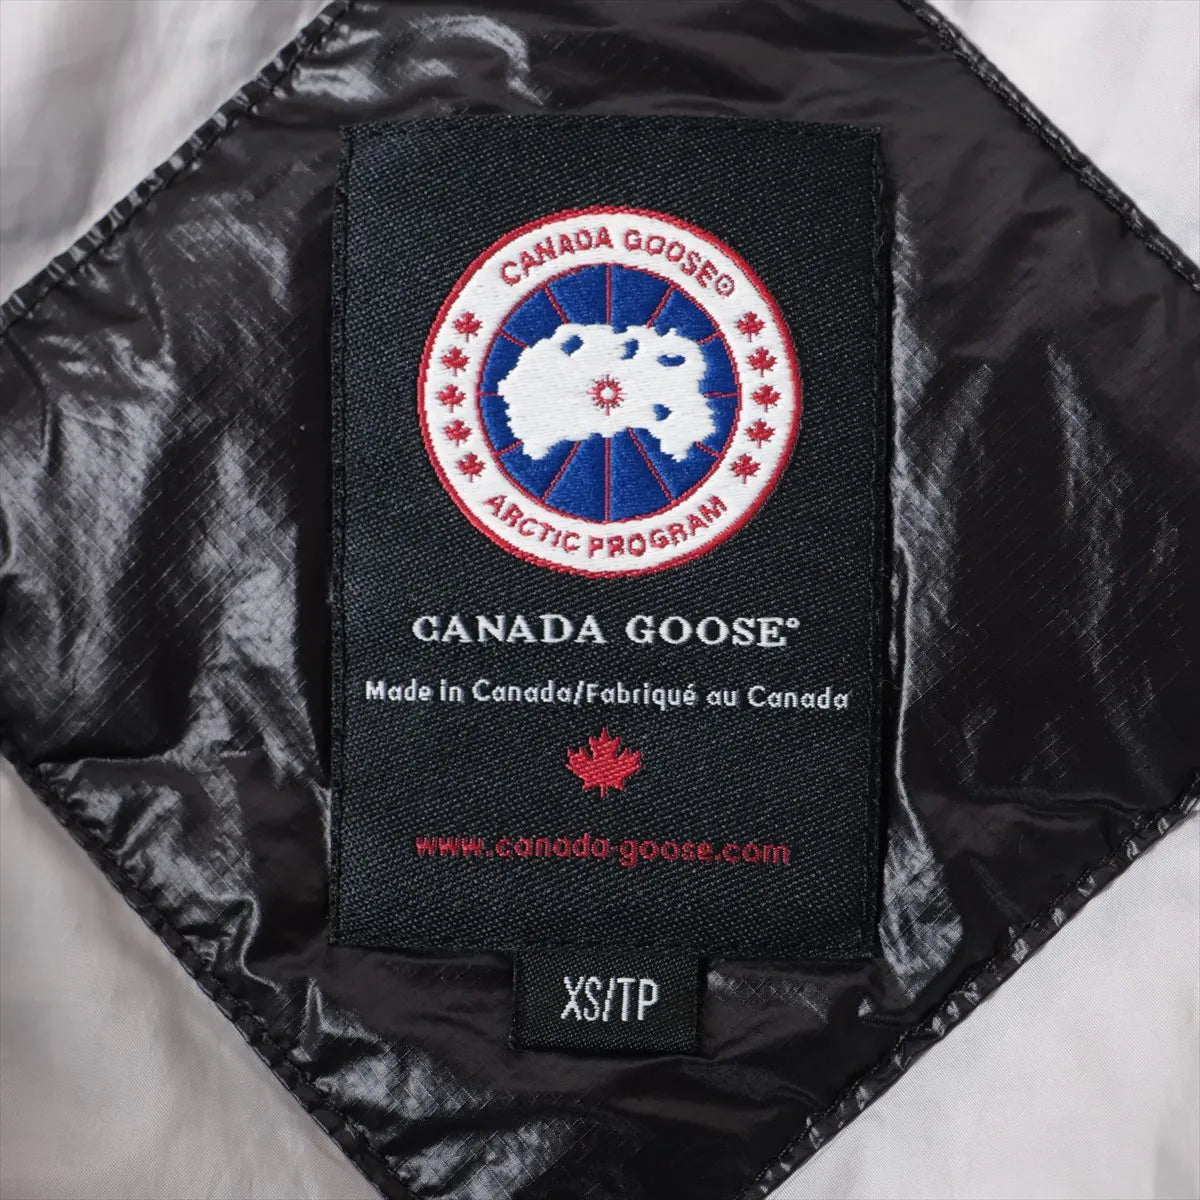 CANADA GOOSE®
ARCTIC PROGRAM
CANADA GOOSE®
Made in Canada/Fabriqué au Canada
www.canada-goose.com
XS/TP